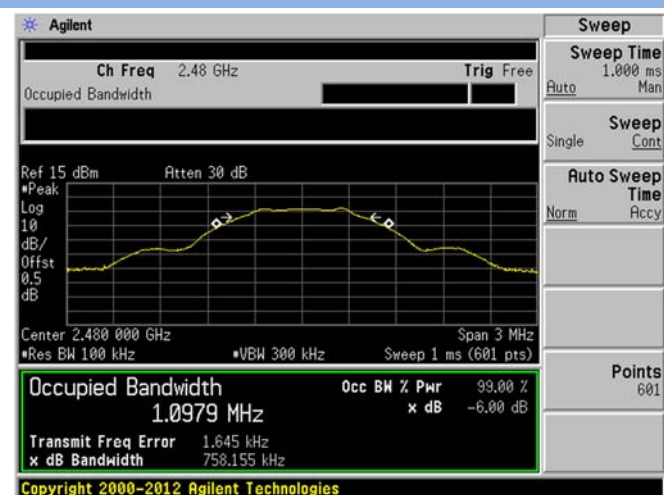 Agilent
Sweep
Ch Freq 2.48 GHz Trig Free
Occupied Bandwidth
Sweep Time
1.000 ms
Auto Man
Sweep
Single Cont
Auto Sweep
Time
Norm Accy
Points
601
Ref 15 dBm Atten 30 dB
#Peak
Log
10
dB/
Offst
0.5
dB
Center 2.480 000 GHz Span 3 MHz
#Res BW 100 kHz #VBW 300 kHz Sweep 1 ms (601 pts)
Occupied Bandwidth Occ BW % Pwr 99.00 %
1.0979 MHz x dB -6.00 dB
Transmit Freq Error 1.645 kHz
x dB Bandwidth 758.155 kHz
Copyright 2000-2012 Agilent Technologies